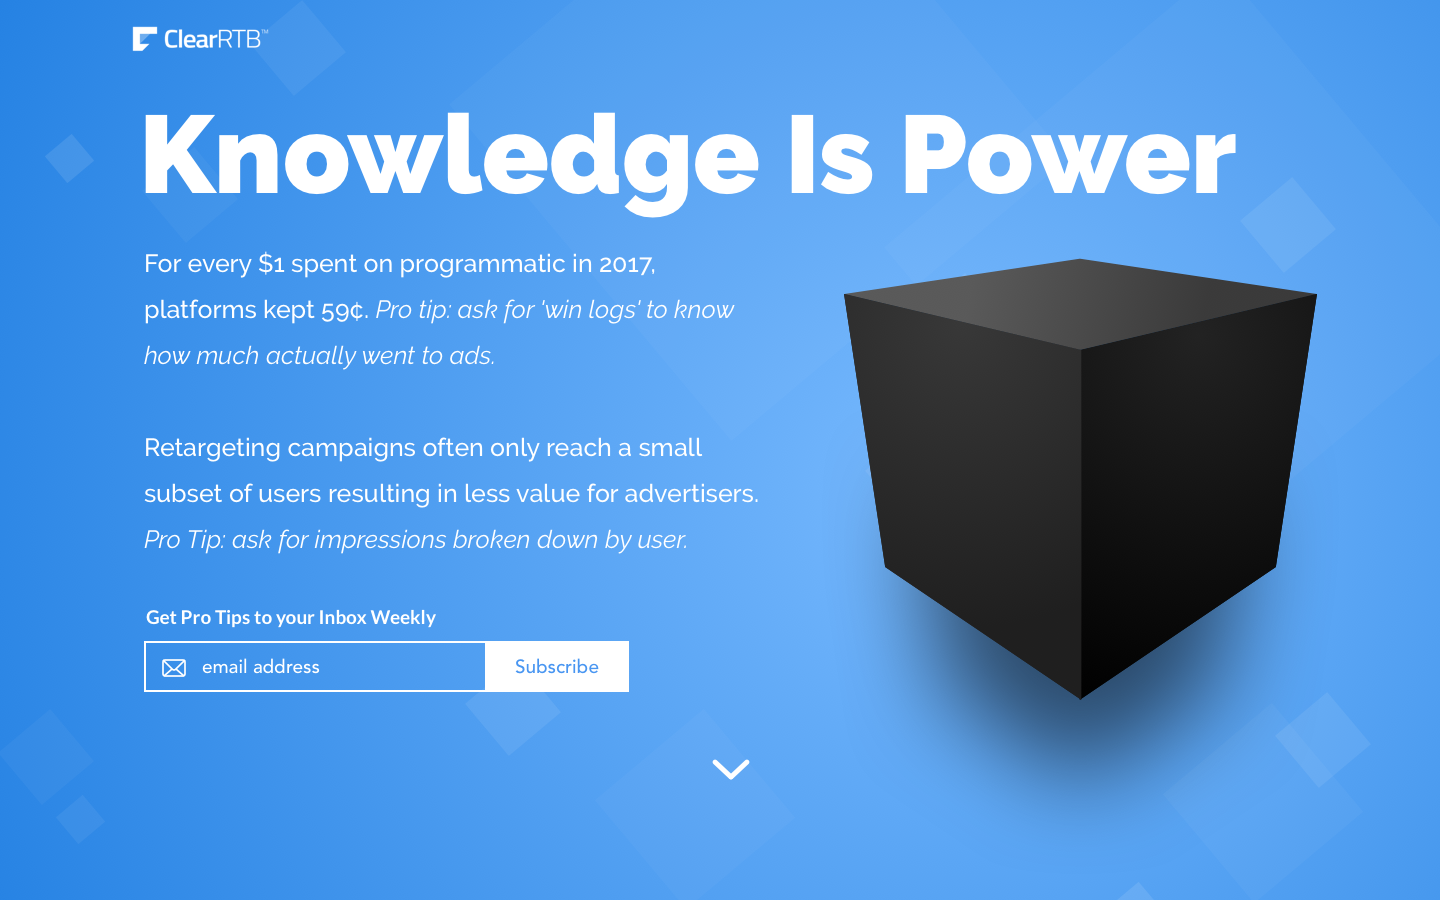 ClearRTB™
Knowledge Is Power
For every $1 spent on programmatic in 2017,
platforms kept 59¢. Pro tip: ask for 'win logs' to know
how much actually went to ads.
Retargeting campaigns often only reach a small
subset of users resulting in less value for advertisers.
Pro Tip: ask for impressions broken down by user.
Get Pro Tips to your Inbox Weekly
email address
Subscribe